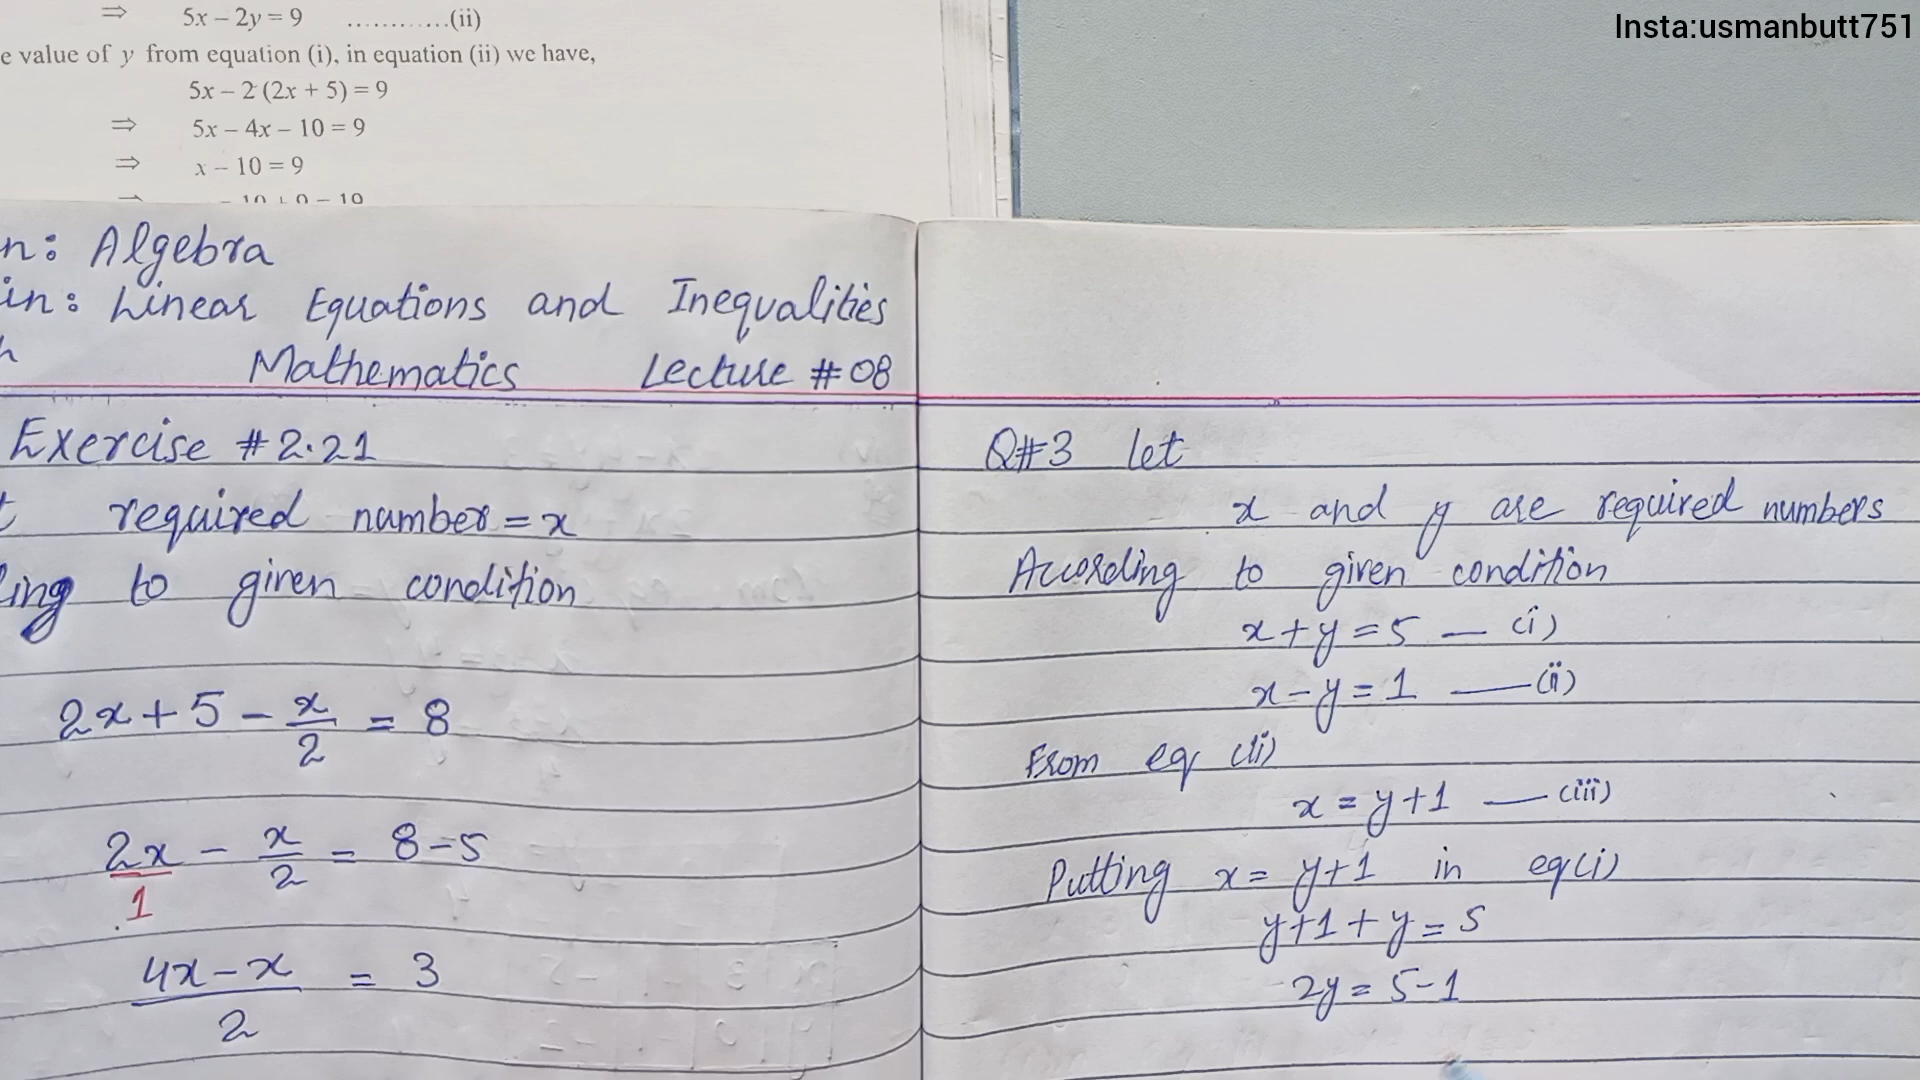 Insta:usmanbutt751
⇒ 5x – 2y = 9 …………(ii)
e value of y from equation (i), in equation (ii) we have,
5x – 2 (2x + 5) = 9
⇒ 5x – 4x – 10 = 9
⇒ x – 10 = 9
n: Algebra
in: Linear Equations and Inequalities
h Mathematics Lecture #08
Exercise #2.21
t required number = x
ing to given condition
2x + 5 - x/2 = 8
2x/1 - x/2 = 8-5
4x-x/2 = 3
Q#3 let
x and y are required numbers
According to given condition
x+y=5 — (i)
x-y=1 — (ii)
From eq (ii)
x = y+1 — (iii)
Putting x= y+1 in eq(i)
y+1+y=5
2y=5-1